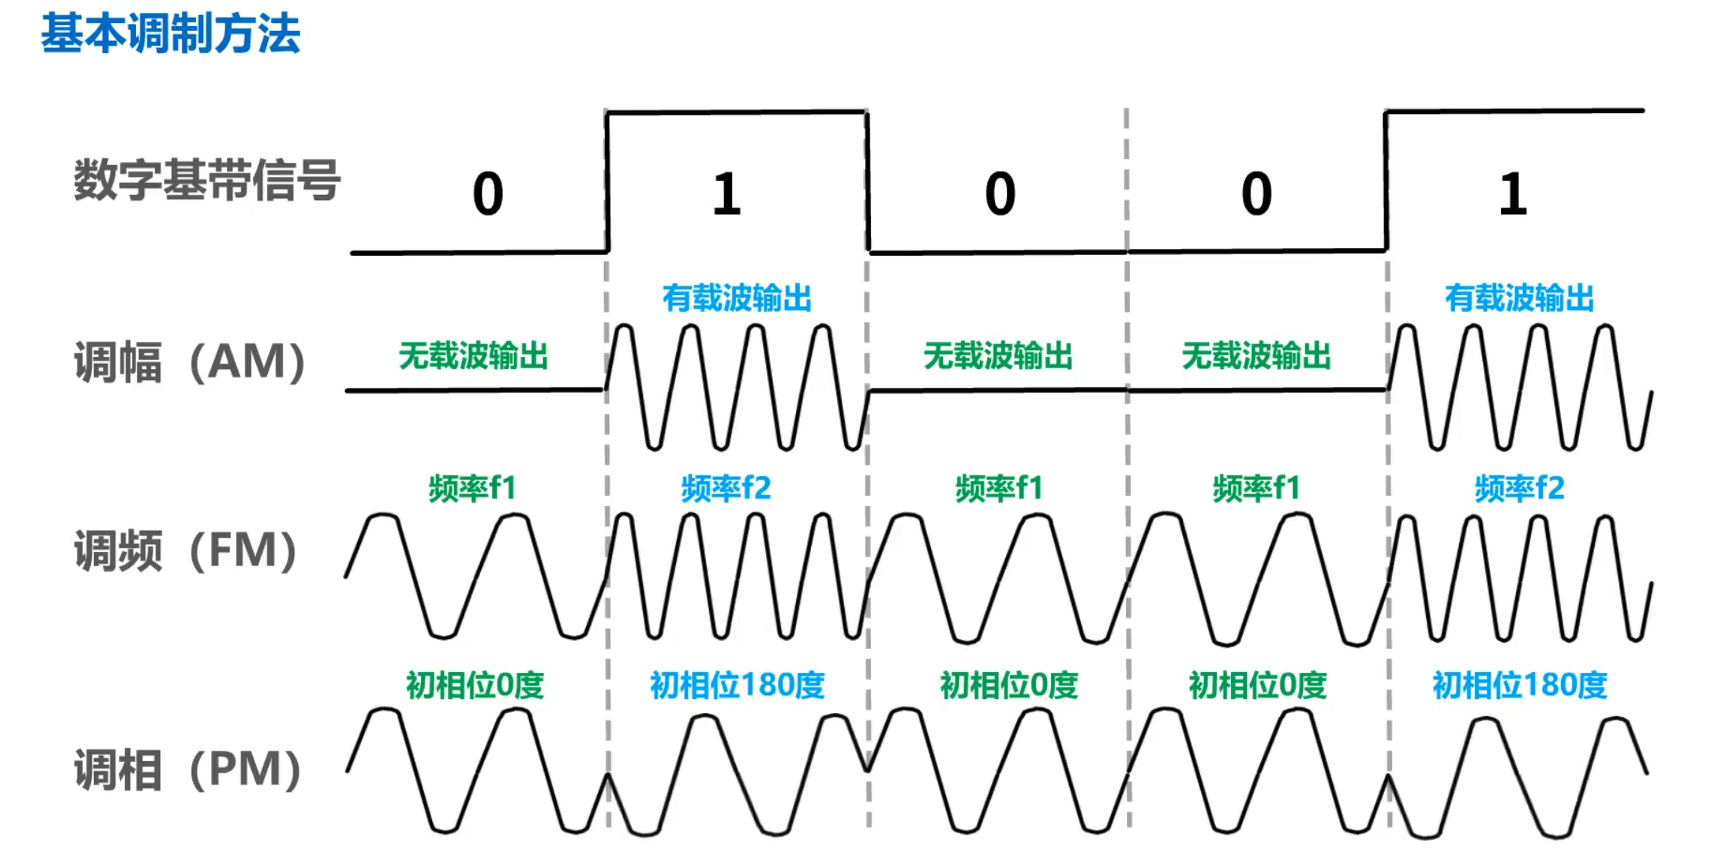 基本调制方法
数字基带信号 0 1 0 0 1
有载波输出 有载波输出
调幅（AM） 无载波输出 无载波输出 无载波输出
频率f1 频率f2 频率f1 频率f1 频率f2
调频（FM）
初相位0度 初相位180度 初相位0度 初相位0度 初相位180度
调相（PM）